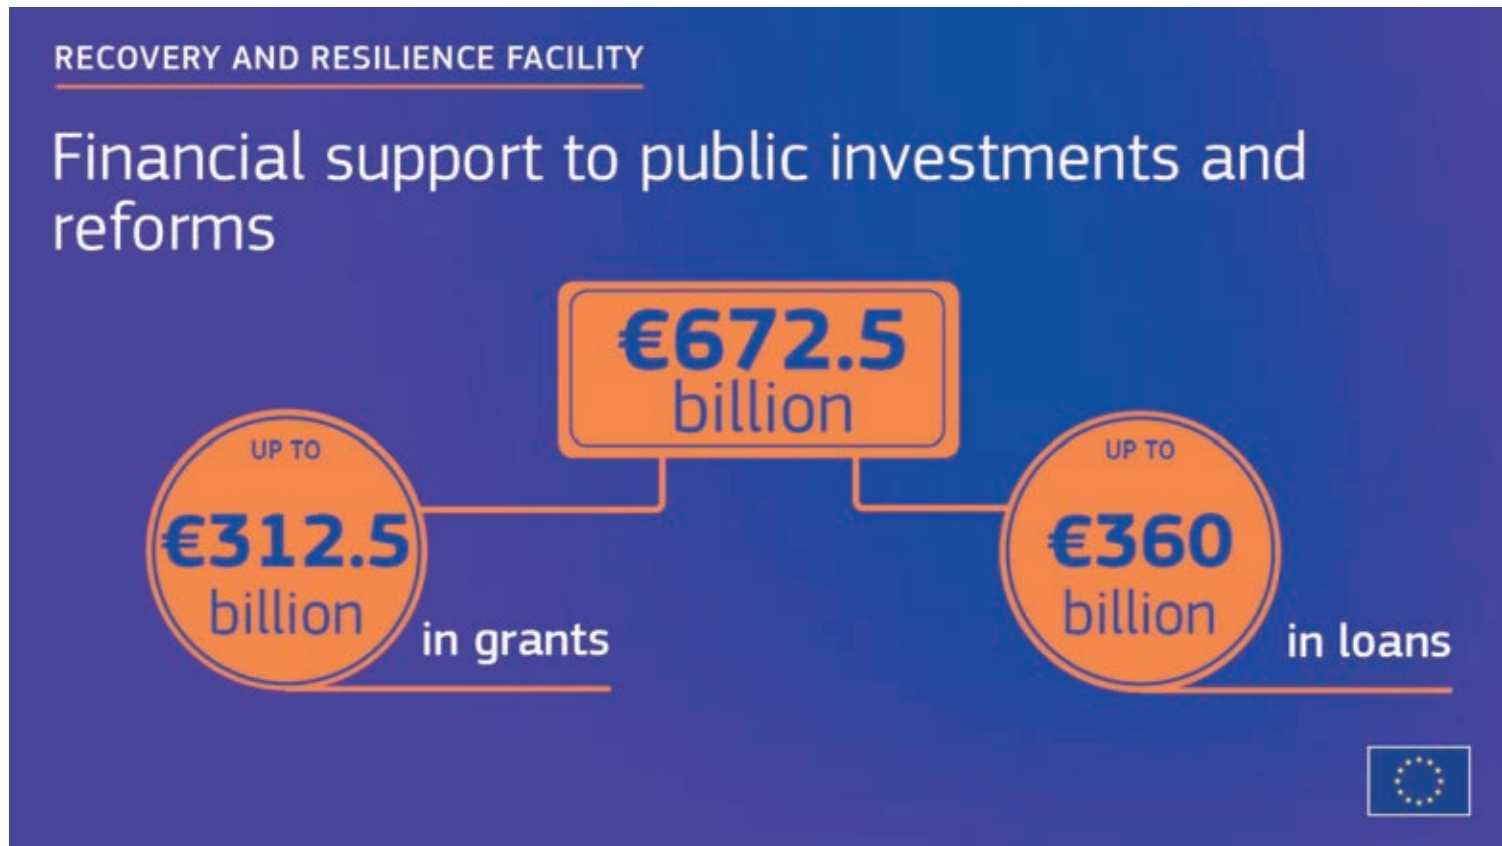 RECOVERY AND RESILIENCE FACILITY
Financial support to public investments and
reforms
€672.5
billion
UP TO
€312.5
billion
in grants
UP TO
€360
billion
in loans